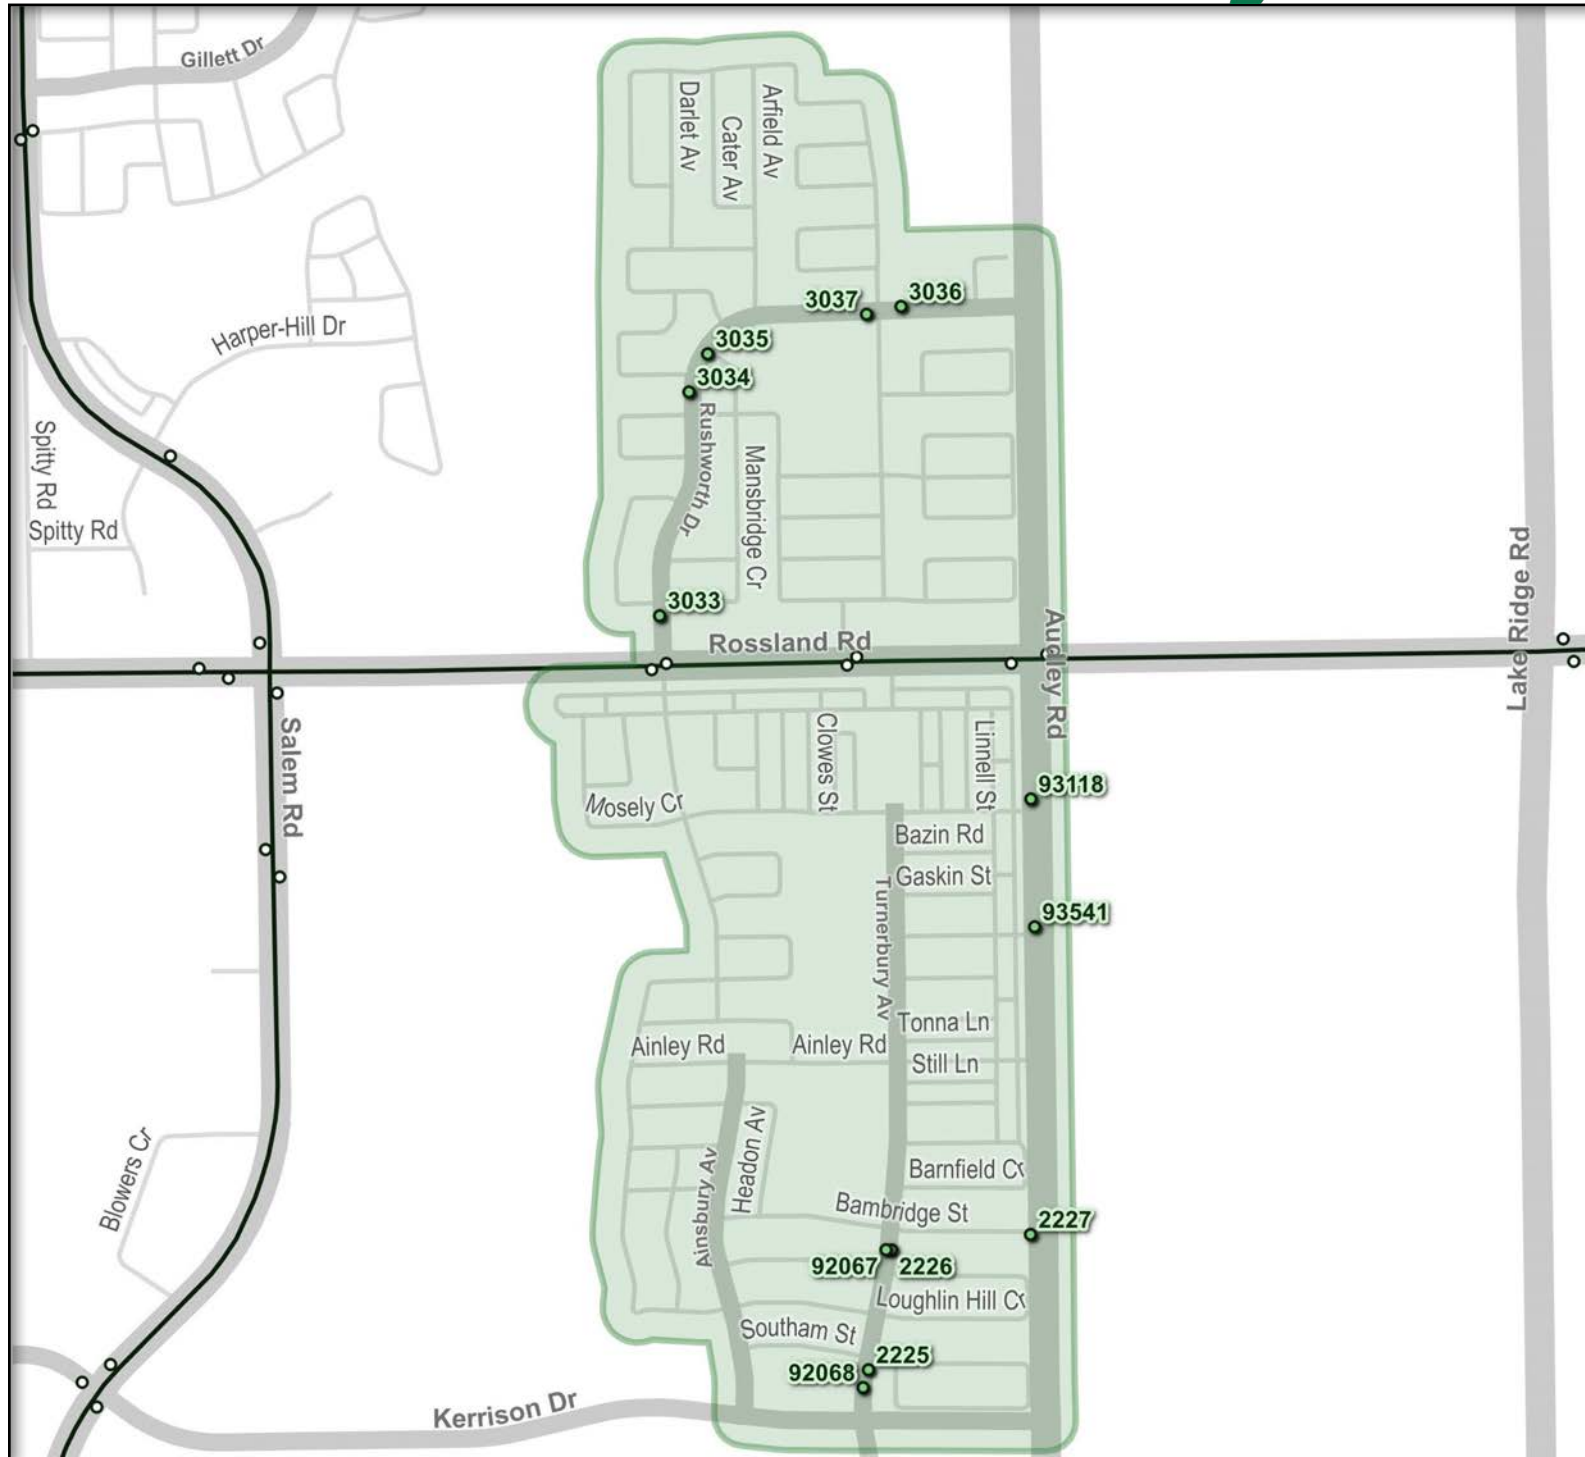 Gillett Dr
Darlet Av
Cater Av
Arfield Av
3037
3036
Harper-Hill Dr
3035
3034
Rushworth Dr
Mansbridge Cr
Spitty Rd
Spitty Rd
3033
Rossland Rd
Audley Rd
Lake Ridge Rd
Salem Rd
Clowes St
Linnell St
93118
Mosely Cr
Bazin Rd
Gaskin St
Turnerbury Av
93541
Tonna Ln
Ainley Rd
Ainley Rd
Still Ln
Headon Av
Ainsbury Av
Blowers Cr
Barnfield Cr
Bambridge St
2227
92067
2226
Loughlin Hill Cr
Southam St
2225
92068
Kerrison Dr